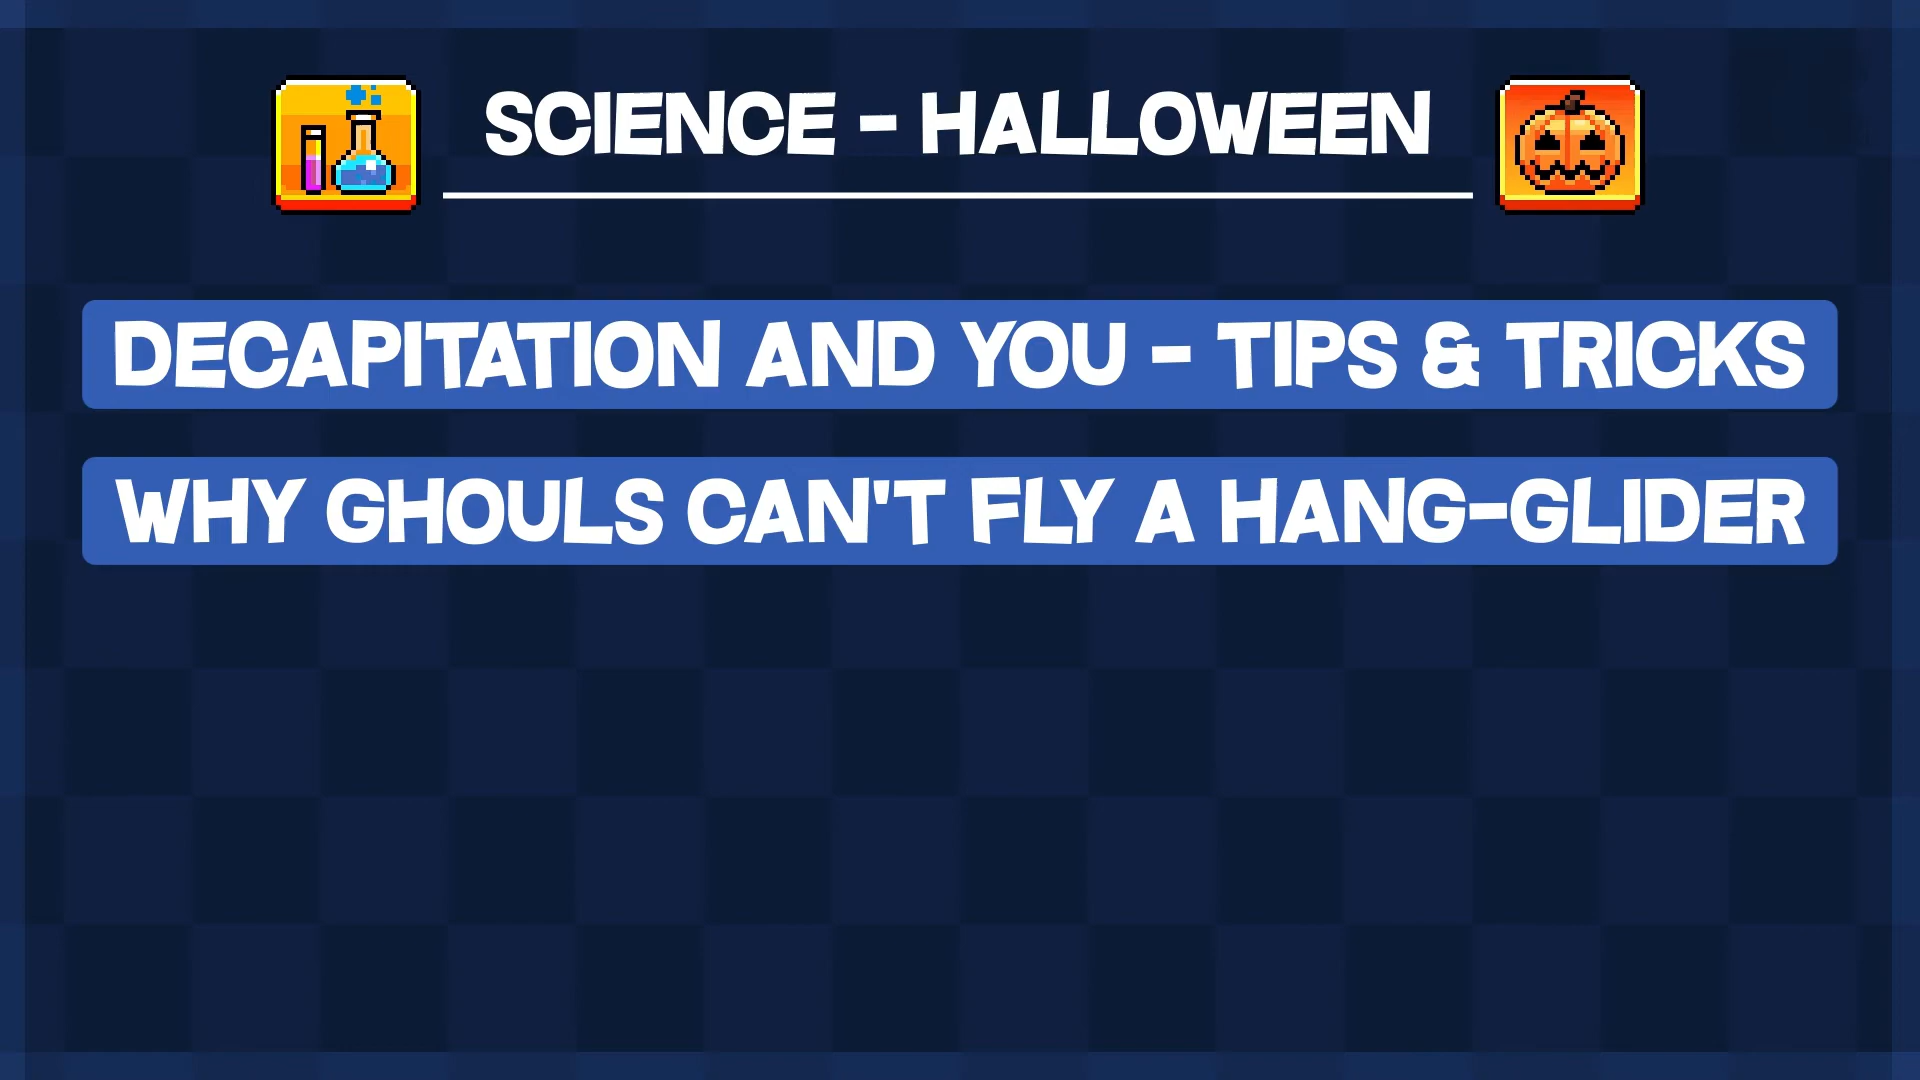 SCIENCE - HALLOWEEN
DECAPITATION AND YOU - TIPS & TRICKS
WHY GHOULS CAN'T FLY A HANG-GLIDER